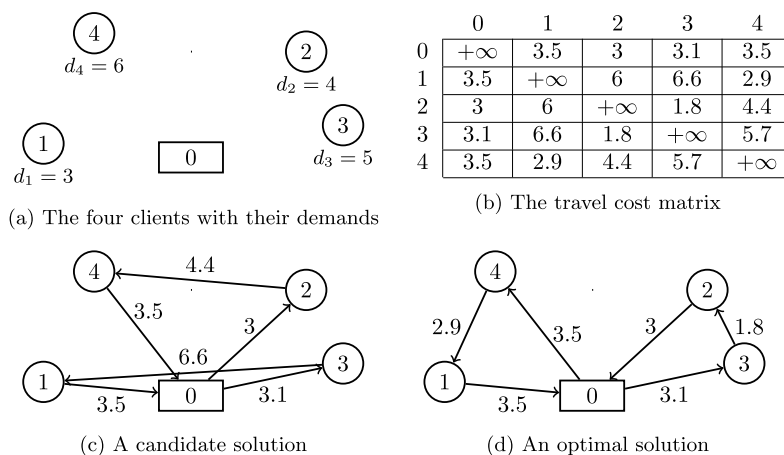 4
d₄ = 6
2
d₂ = 4
1
d₁ = 3
3
d₃ = 5
0
(a) The four clients with their demands
0 1 2 3 4
0 +∞ 3.5 3 3.1 3.5
1 3.5 +∞ 6 6.6 2.9
2 3 6 +∞ 1.8 4.4
3 3.1 6.6 1.8 +∞ 5.7
4 3.5 2.9 4.4 5.7 +∞
(b) The travel cost matrix
4
4.4
2
3.5
3
6.6
1
3
3.5
0
3.1
(c) A candidate solution
4
2
2.9
3.5
3
1.8
1
3
3.5
0
3.1
(d) An optimal solution